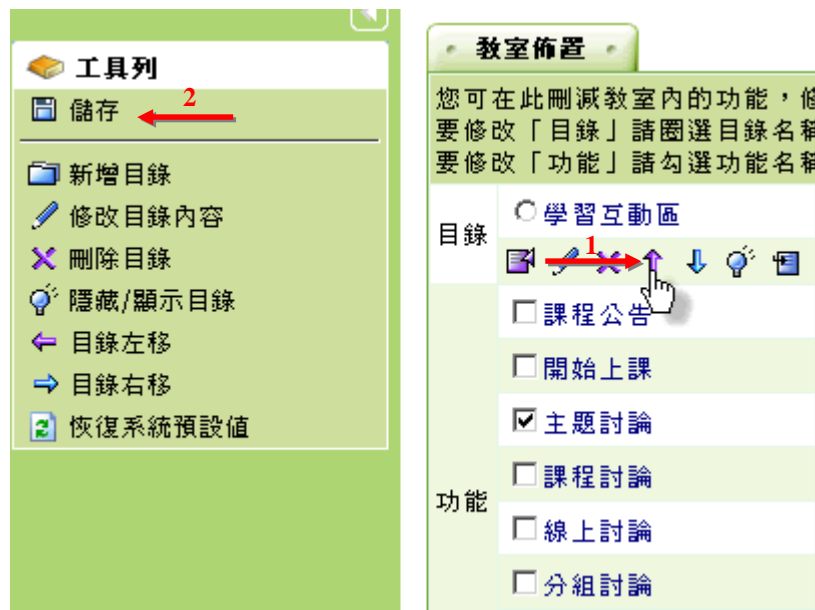 工具列
儲存
2
新增目錄
修改目錄內容
刪除目錄
隱藏/顯示目錄
目錄左移
目錄右移
恢復系統預設值
教室佈置
您可在此刪減教室內的功能，修
要修改「目錄」請圈選目錄名稱
要修改「功能」請勾選功能名稱
目錄
學習互動區
1
課程公告
開始上課
主題討論
課程討論
功能
線上討論
分組討論